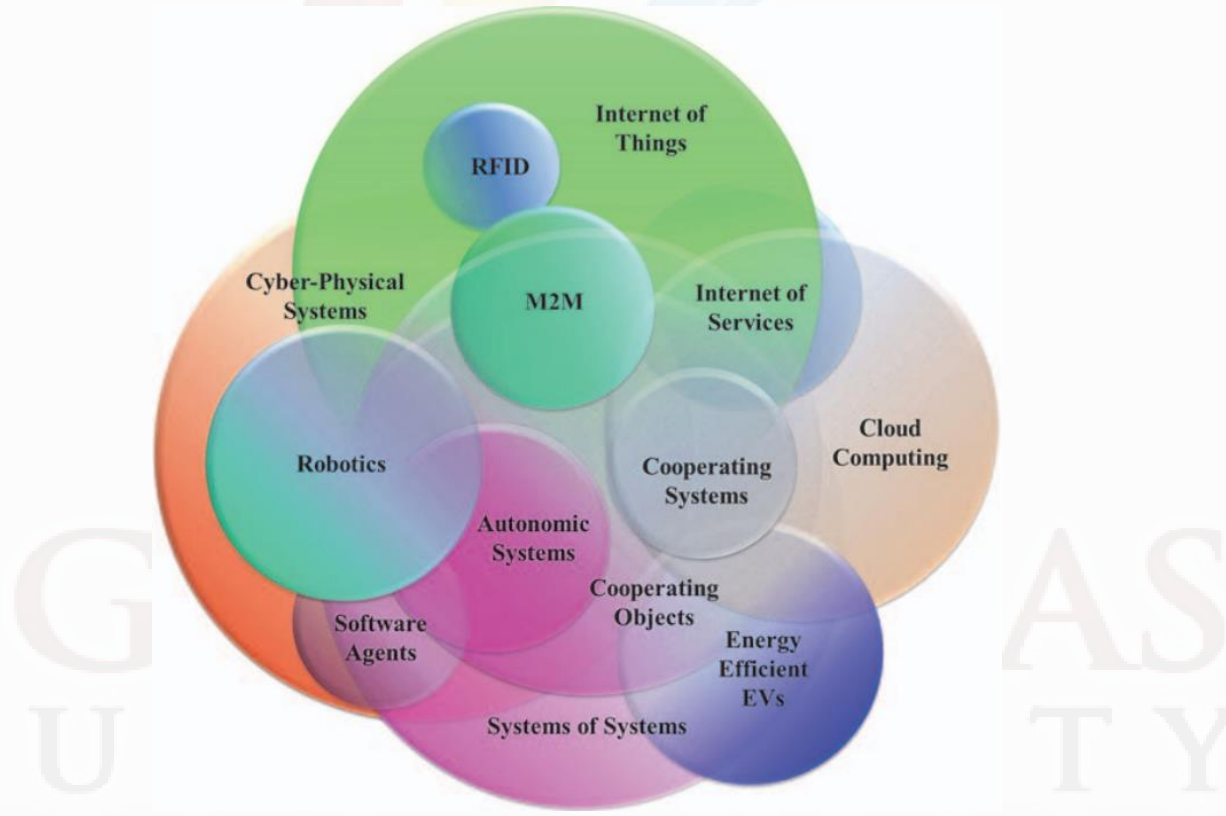 Internet of
Things
RFID
Cyber-Physical
Systems
M2M
Internet of
Services
Cloud
Computing
Robotics
Cooperating
Systems
Autonomic
Systems
Cooperating
Objects
Software
Agents
Energy
Efficient
EVs
Systems of Systems
G AS
U T Y